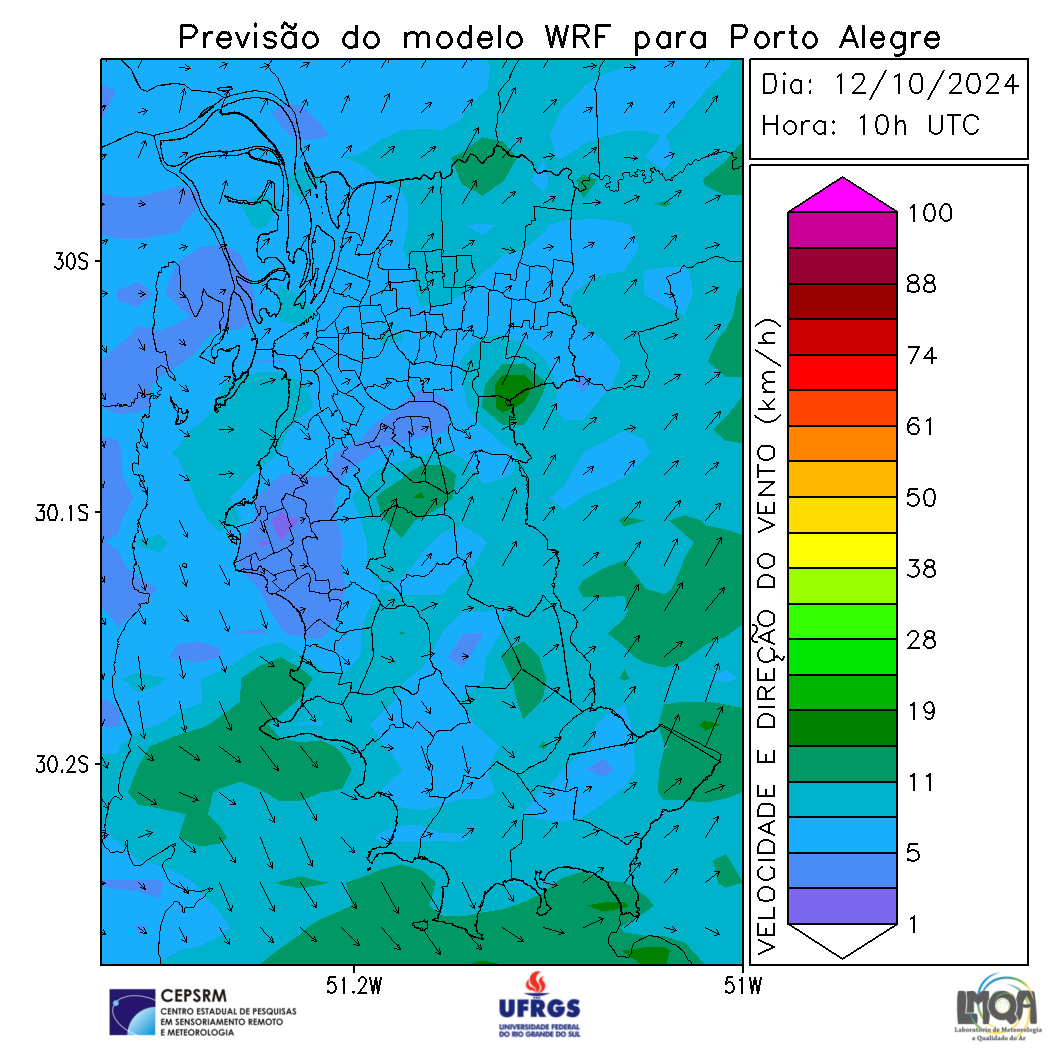 Previsão do modelo WRF para Porto Alegre
Dia: 12/10/2024
Hora: 10h UTC
30S
30.1S
30.2S
51.2W
51W
VELOCIDADE E DIREÇÃO DO VENTO (km/h)
100
88
74
61
50
38
28
19
11
5
1
CEPSRM
CENTRO ESTADUAL DE PESQUISAS
EM SENSORIAMENTO REMOTO
E METEOROLOGIA
UFRGS
UNIVERSIDADE FEDERAL
DO RIO GRANDE DO SUL
LMQA
Laboratório de Meteorologia
e Qualidade do Ar